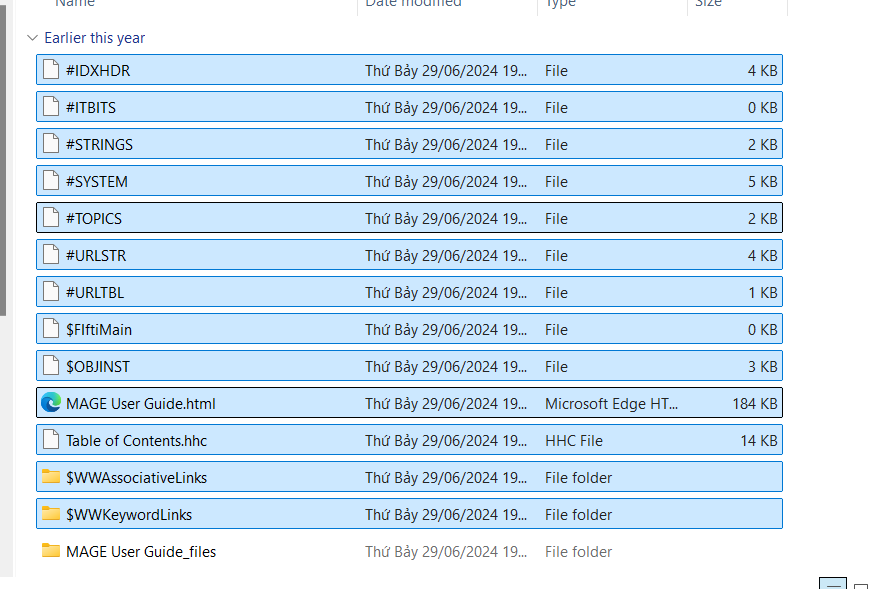 Name Date modified Type Size
Earlier this year
#IDXHDR Thứ Bảy 29/06/2024 19... File 4 KB
#ITBITS Thứ Bảy 29/06/2024 19... File 0 KB
#STRINGS Thứ Bảy 29/06/2024 19... File 2 KB
#SYSTEM Thứ Bảy 29/06/2024 19... File 5 KB
#TOPICS Thứ Bảy 29/06/2024 19... File 2 KB
#URLSTR Thứ Bảy 29/06/2024 19... File 4 KB
#URLTBL Thứ Bảy 29/06/2024 19... File 1 KB
$FIftiMain Thứ Bảy 29/06/2024 19... File 0 KB
$OBJINST Thứ Bảy 29/06/2024 19... File 3 KB
MAGE User Guide.html Thứ Bảy 29/06/2024 19... Microsoft Edge HT... 184 KB
Table of Contents.hhc Thứ Bảy 29/06/2024 19... HHC File 14 KB
$WWAssociativeLinks Thứ Bảy 29/06/2024 19... File folder
$WWKeywordLinks Thứ Bảy 29/06/2024 19... File folder
MAGE User Guide_files Thứ Bảy 29/06/2024 19... File folder